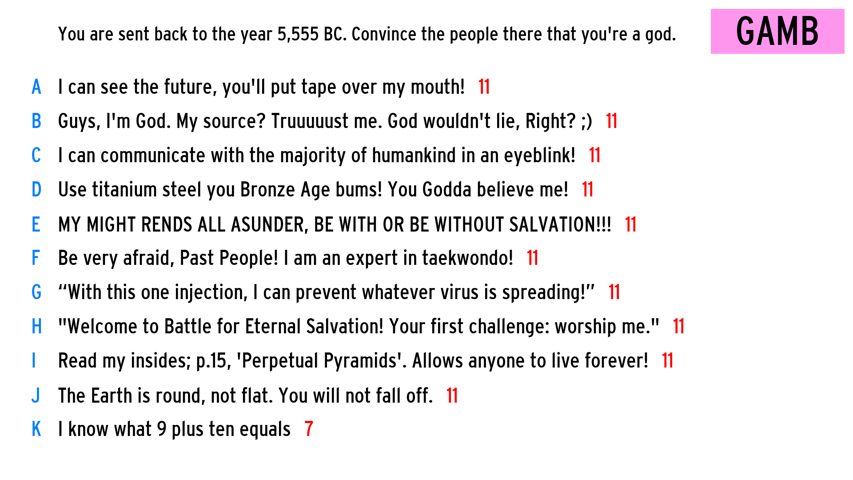 You are sent back to the year 5,555 BC. Convince the people there that you're a god.
GAMB
A I can see the future, you'll put tape over my mouth! 11
B Guys, I'm God. My source? Truuuuust me. God wouldn't lie, Right? ;) 11
C I can communicate with the majority of humankind in an eyeblink! 11
D Use titanium steel you Bronze Age bums! You Godda believe me! 11
E MY MIGHT RENDS ALL ASUNDER, BE WITH OR BE WITHOUT SALVATION!!! 11
F Be very afraid, Past People! I am an expert in taekwondo! 11
G “With this one injection, I can prevent whatever virus is spreading!” 11
H "Welcome to Battle for Eternal Salvation! Your first challenge: worship me." 11
I Read my insides; p.15, 'Perpetual Pyramids'. Allows anyone to live forever! 11
J The Earth is round, not flat. You will not fall off. 11
K I know what 9 plus ten equals 7